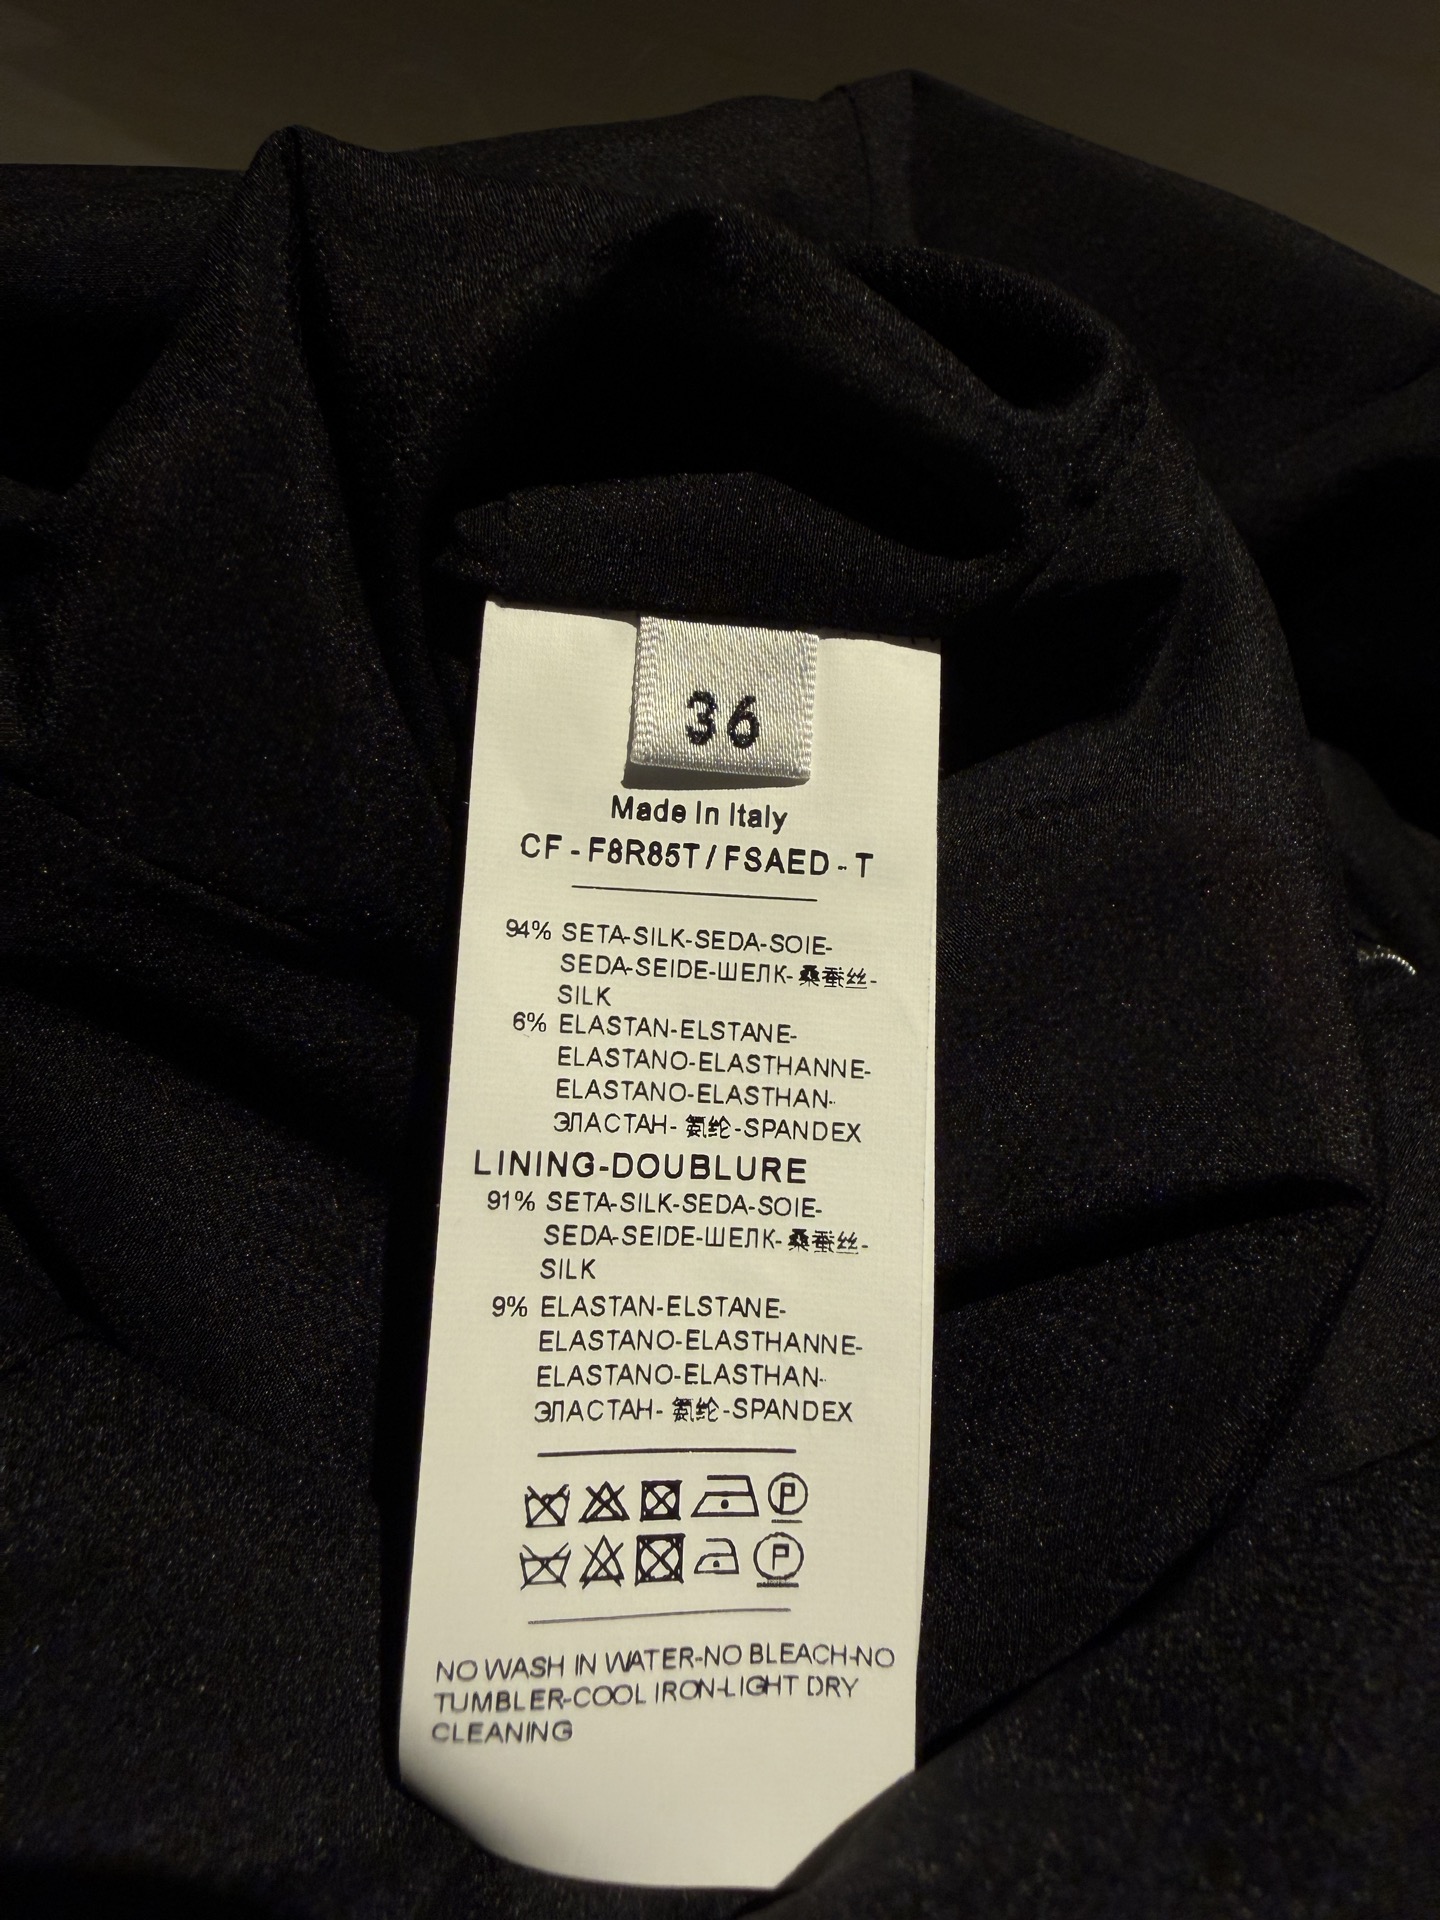 36
Made In Italy
CF - F8R85T / FSAED - T
94% SETA-SILK-SEDA-SOIE-
SEDA-SEIDE-ШЕЛК-桑蚕丝-
SILK
6% ELASTAN-ELSTANE-
ELASTANO-ELASTHANNE-
ELASTANO-ELASTHAN-
ЭЛАСТАН-氨纶-SPANDEX
LINING-DOUBLURE
91% SETA-SILK-SEDA-SOIE-
SEDA-SEIDE-ШЕЛК-桑蚕丝-
SILK
9% ELASTAN-ELSTANE-
ELASTANO-ELASTHANNE-
ELASTANO-ELASTHAN-
ЭЛАСТАН-氨纶-SPANDEX
P
P
NO WASH IN WATER-NO BLEACH-NO
TUMBLER-COOL IRON-LIGHT DRY
CLEANING